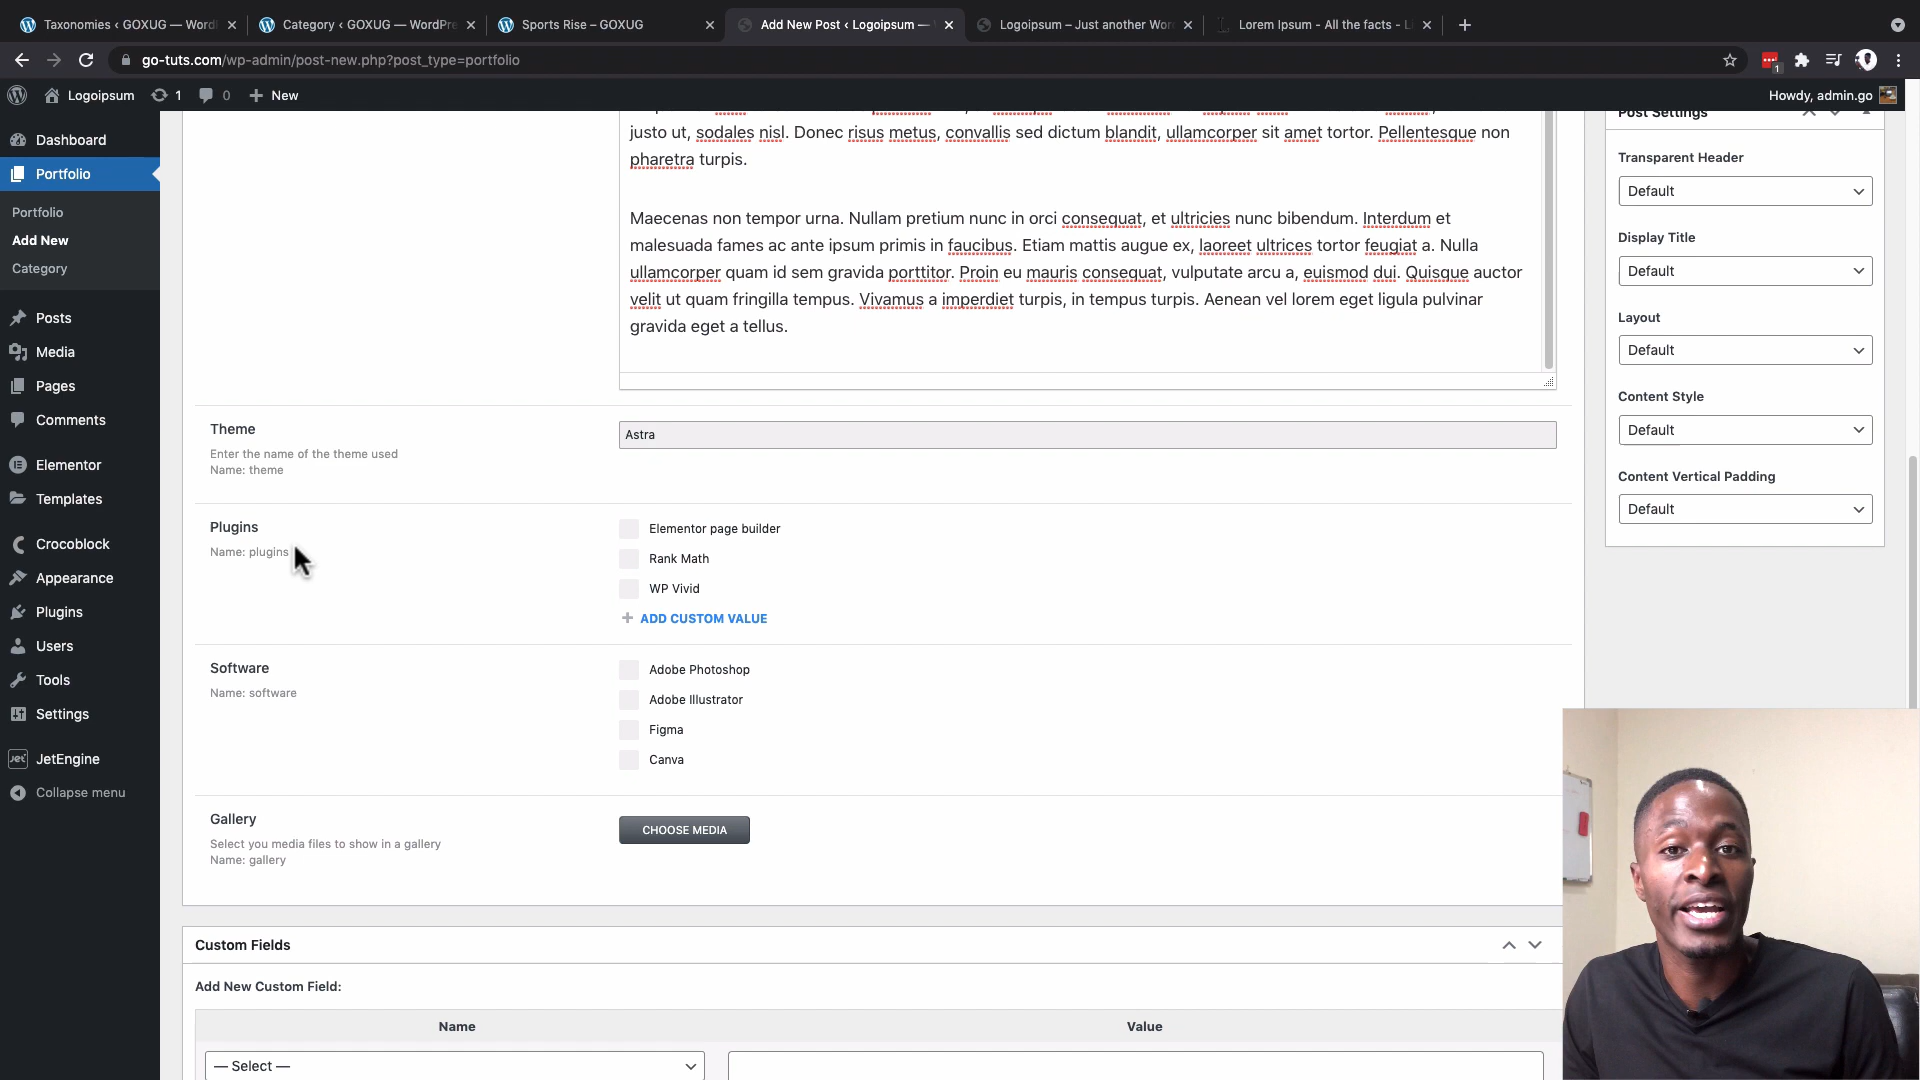 Taxonomies ‹ GOXUG — Word
Category ‹ GOXUG — WordPre
Sports Rise – GOXUG
Add New Post ‹ Logoipsum —
Logoipsum – Just another Wor
Lorem Ipsum - All the facts - L
go-tuts.com/wp-admin/post-new.php?post_type=portfolio
1
Logoipsum
1
0
New
Howdy, admin.go
Dashboard
Portfolio
Portfolio
Add New
Category
Posts
Media
Pages
Comments
Elementor
Templates
Crocoblock
Appearance
Plugins
Users
Tools
Settings
JetEngine
Collapse menu
justo ut, sodales nisl. Donec risus metus, convallis sed dictum blandit, ullamcorper sit amet tortor. Pellentesque non
pharetra turpis.
Maecenas non tempor urna. Nullam pretium nunc in orci consequat, et ultricies nunc bibendum. Interdum et
malesuada fames ac ante ipsum primis in faucibus. Etiam mattis augue ex, laoreet ultrices tortor feugiat a. Nulla
ullamcorper quam id sem gravida porttitor. Proin eu mauris consequat, vulputate arcu a, euismod dui. Quisque auctor
velit ut quam fringilla tempus. Vivamus a imperdiet turpis, in tempus turpis. Aenean vel lorem eget ligula pulvinar
gravida eget a tellus.
Theme
Enter the name of the theme used
Name: theme
Astra
Plugins
Name: plugins
Elementor page builder
Rank Math
WP Vivid
+ ADD CUSTOM VALUE
Software
Name: software
Adobe Photoshop
Adobe Illustrator
Figma
Canva
Gallery
Select you media files to show in a gallery
Name: gallery
CHOOSE MEDIA
Custom Fields
Add New Custom Field:
Name
Value
— Select —
Post Settings
Transparent Header
Default
Display Title
Default
Layout
Default
Content Style
Default
Content Vertical Padding
Default